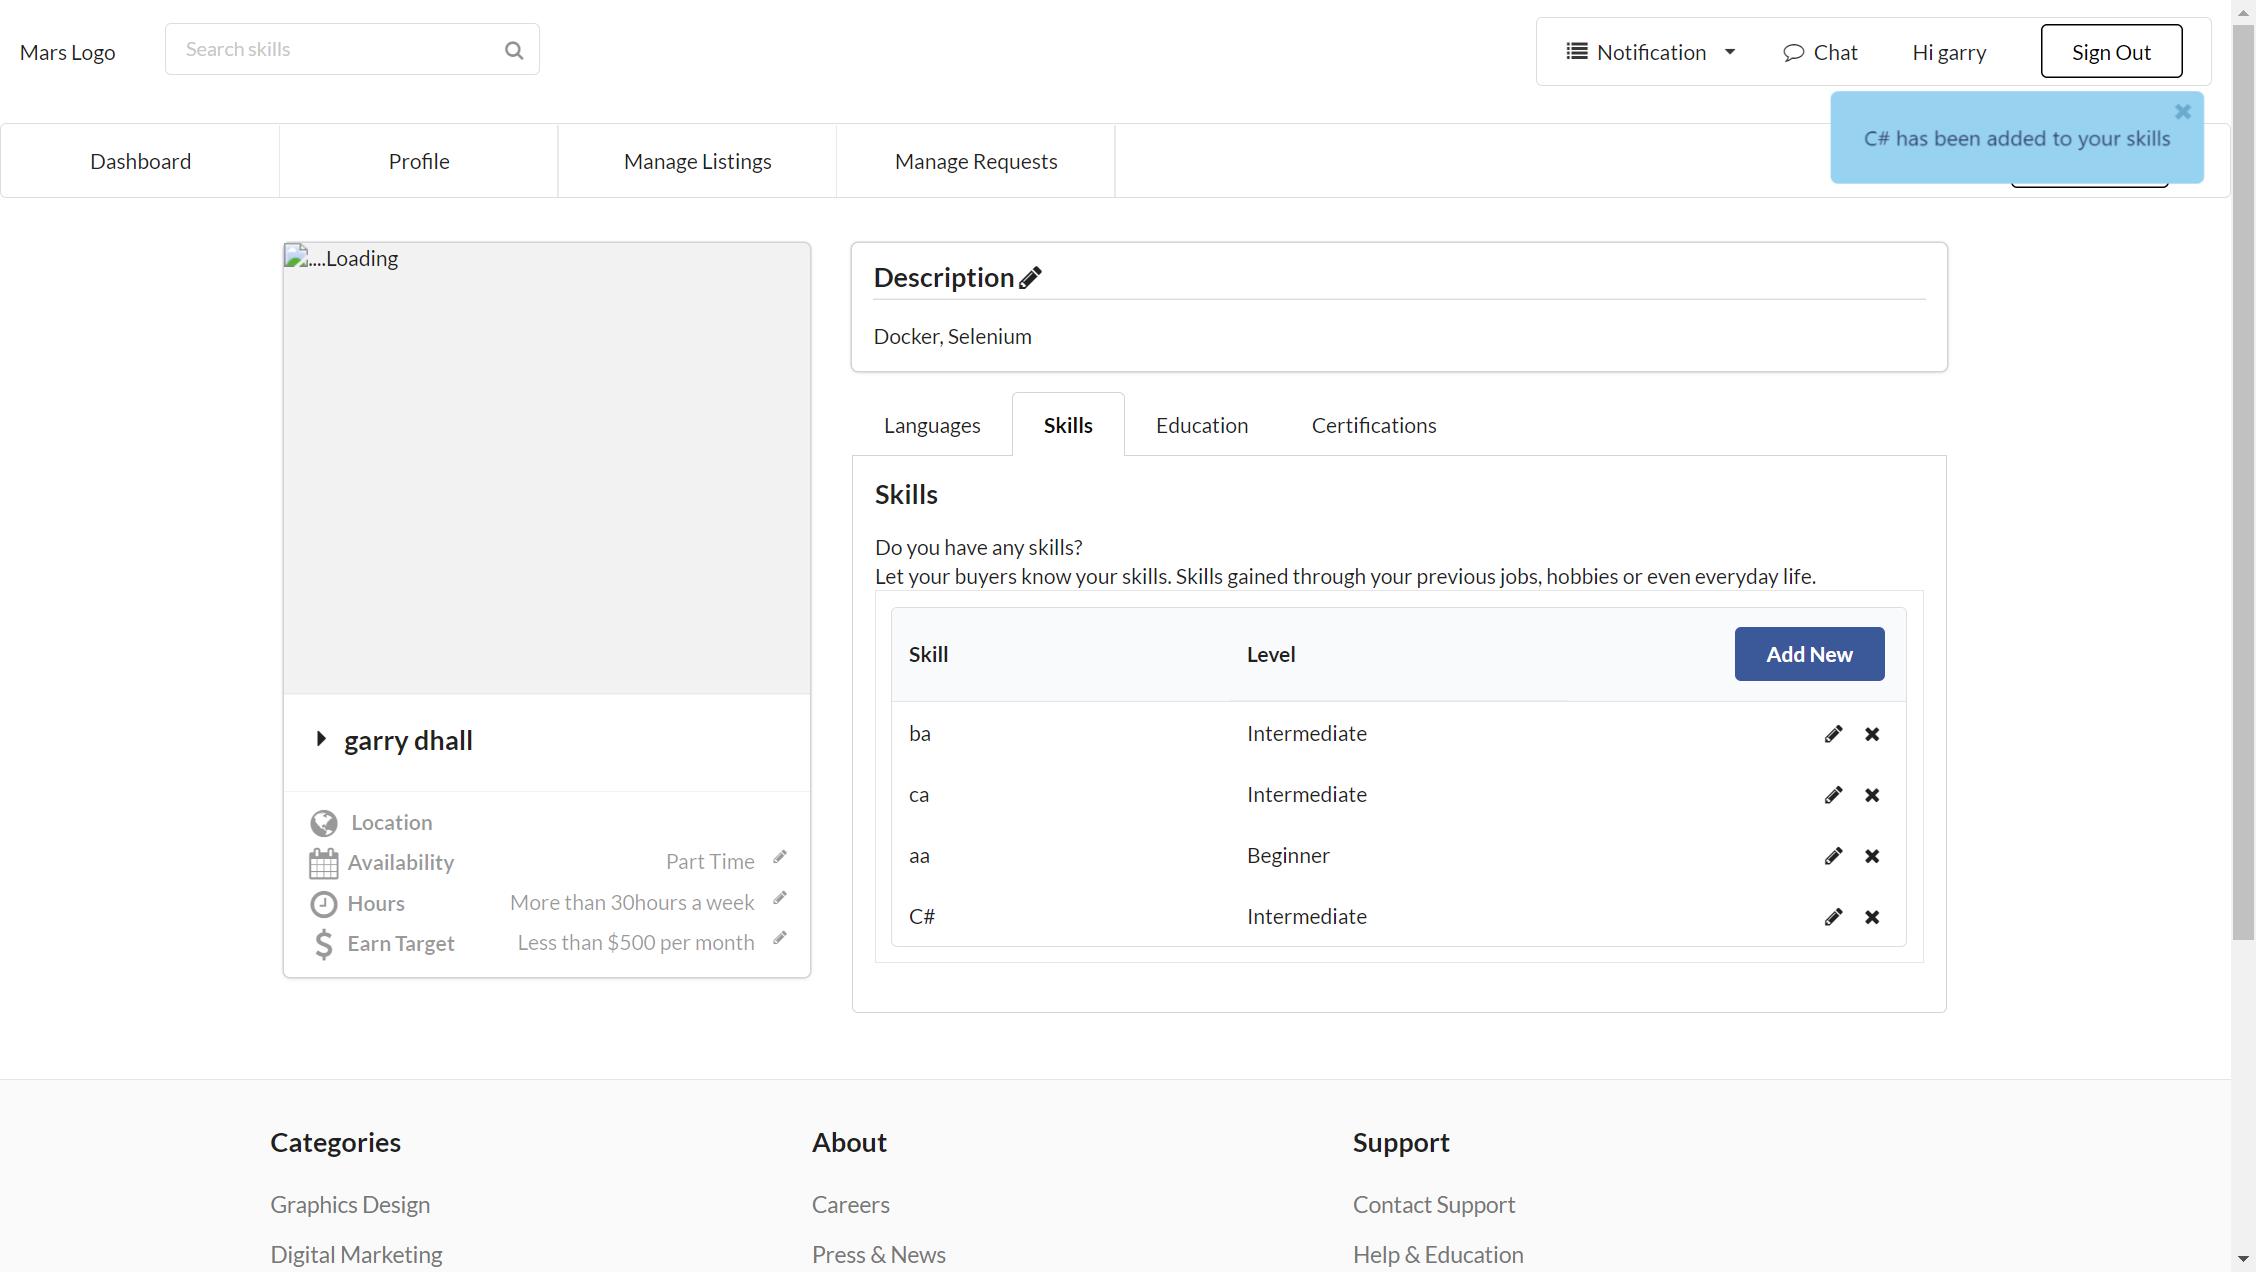 Mars Logo
Search skills
Notification
Chat
Hi garry
Sign Out
C# has been added to your skills
Dashboard
Profile
Manage Listings
Manage Requests
....Loading
garry dhall
Location
Availability Part Time
Hours More than 30hours a week
Earn Target Less than $500 per month
Description
Docker, Selenium
Languages
Skills
Education
Certifications
Skills
Do you have any skills?
Let your buyers know your skills. Skills gained through your previous jobs, hobbies or even everyday life.
Skill Level Add New
ba Intermediate
ca Intermediate
aa Beginner
C# Intermediate
Categories
Graphics Design
Digital Marketing
About
Careers
Press & News
Support
Contact Support
Help & Education